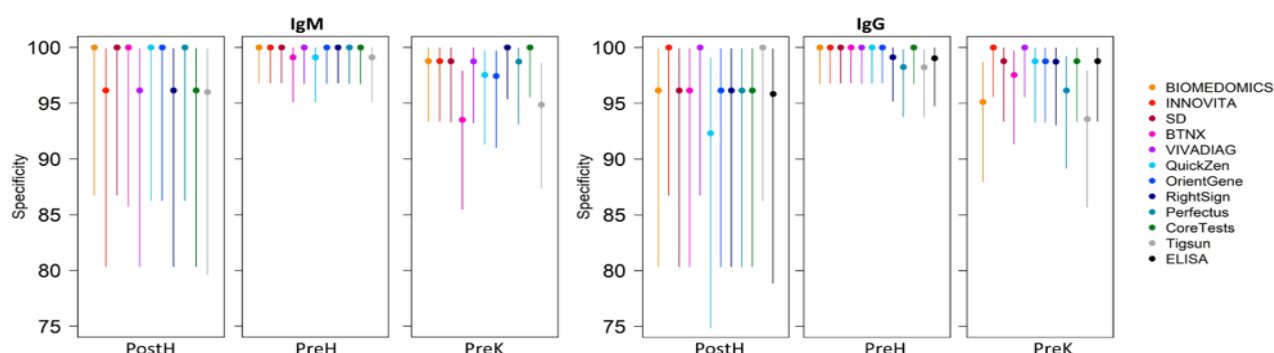 IgM
IgG
Specificity
100
95
90
85
80
75
PostH
PreH
PreK
Specificity
100
95
90
85
80
75
PostH
PreH
PreK
BIOMEDOMICS
INNOVITA
SD
BTNX
VIVADIAG
QuickZen
OrientGene
RightSign
Perfectus
CoreTests
Tigsun
ELISA